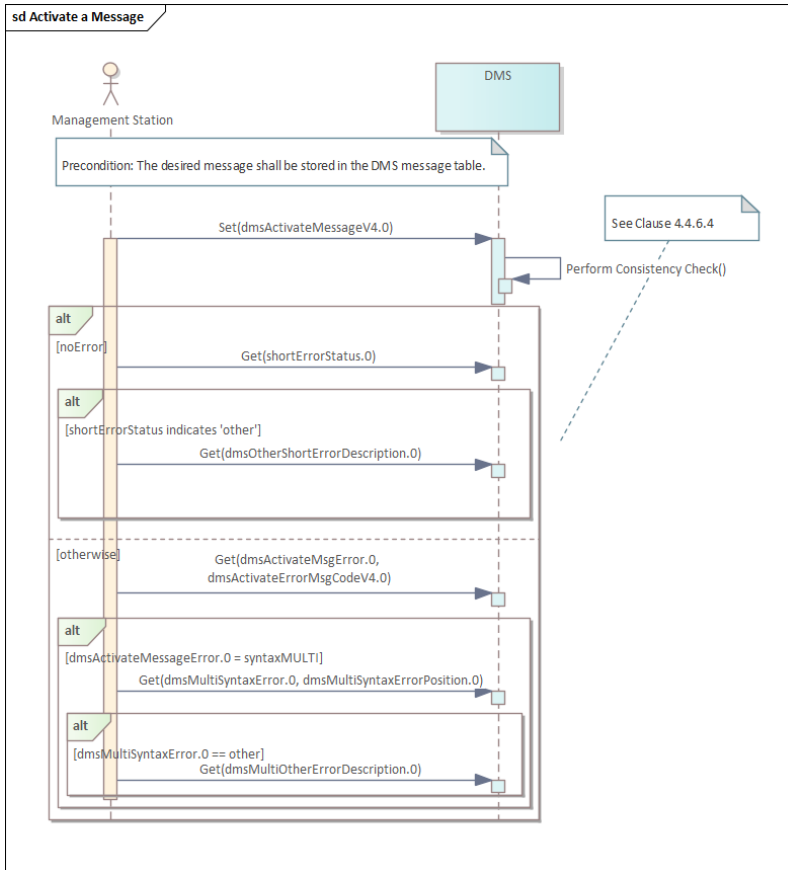 sd Activate a Message
DMS
Management Station
Precondition: The desired message shall be stored in the DMS message table.
See Clause 4.4.6.4
Set(dmsActivateMessageV4.0)
Perform Consistency Check()
alt
[noError]
Get(shortErrorStatus.0)
alt
[shortErrorStatus indicates 'other']
Get(dmsOtherShortErrorDescription.0)
[otherwise]
Get(dmsActivateMsgError.0,
dmsActivateErrorMsgCodeV4.0)
alt
[dmsActivateMessageError.0 = syntaxMULTI]
Get(dmsMultiSyntaxError.0, dmsMultiSyntaxErrorPosition.0)
alt
[dmsMultiSyntaxError.0 == other]
Get(dmsMultiOtherErrorDescription.0)